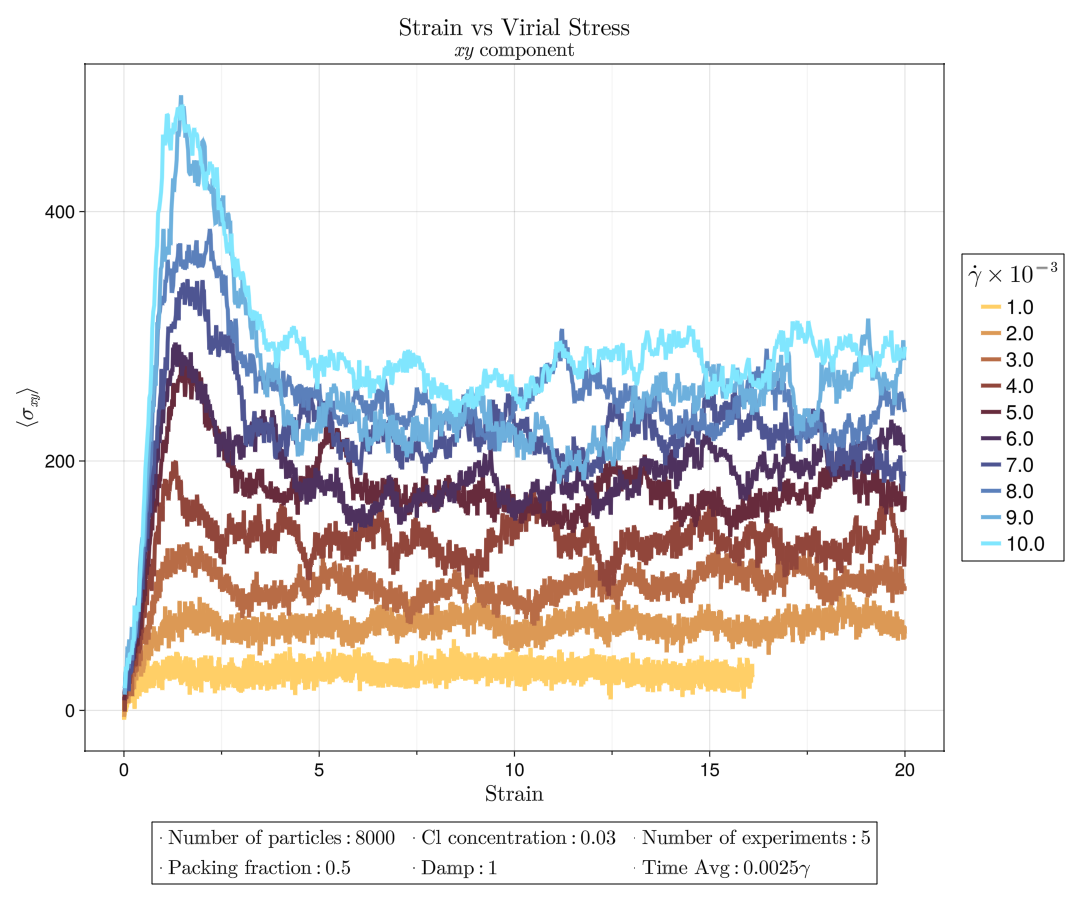 Strain vs Virial Stress
xy component
⟨σxy⟩
400
200
0
0 5 10 15 20
Strain
γ̇ × 10⁻³
1.0
2.0
3.0
4.0
5.0
6.0
7.0
8.0
9.0
10.0
· Number of particles : 8000 · Cl concentration : 0.03 · Number of experiments : 5
· Packing fraction : 0.5 · Damp : 1 · Time Avg : 0.0025γ